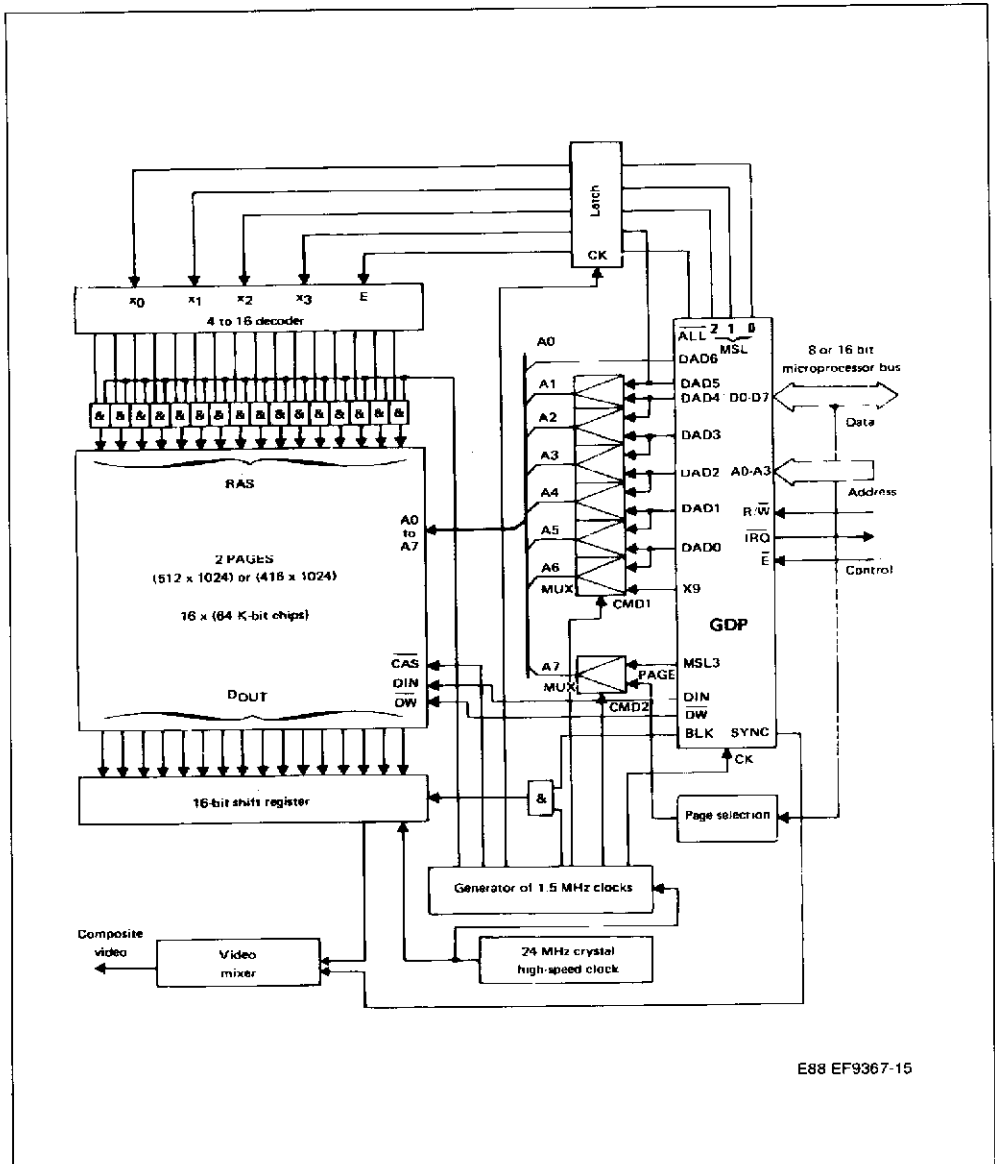 Latch
CK
x0 x1 x2 x3 E
4 to 16 decoder
ALL 2 1 0
MSL
8 or 16 bit
microprocessor bus
A0
DAD6
A1
DAD5
DAD4 D0-D7
Data
& & & & & & & & & & & & & & & &
A2
DAD3
RAS
A3
DAD2 A0-A3
Address
A4
DAD1
R/W
A0
to
A7
A5
DAD0
IRQ
2 PAGES
(512 x 1024) or (416 x 1024)
A6
MUX
CMD1
X9
E
Control
16 x (64 K-bit chips)
GDP
CAS
A7
MUX
PAGE
MSL3
DIN
DIN
DOUT
DW
CMD2
DW
BLK SYNC
CK
16-bit shift register
&
Page selection
Generator of 1.5 MHz clocks
Composite
video
Video
mixer
24 MHz crystal
high-speed clock
E88 EF9367-15